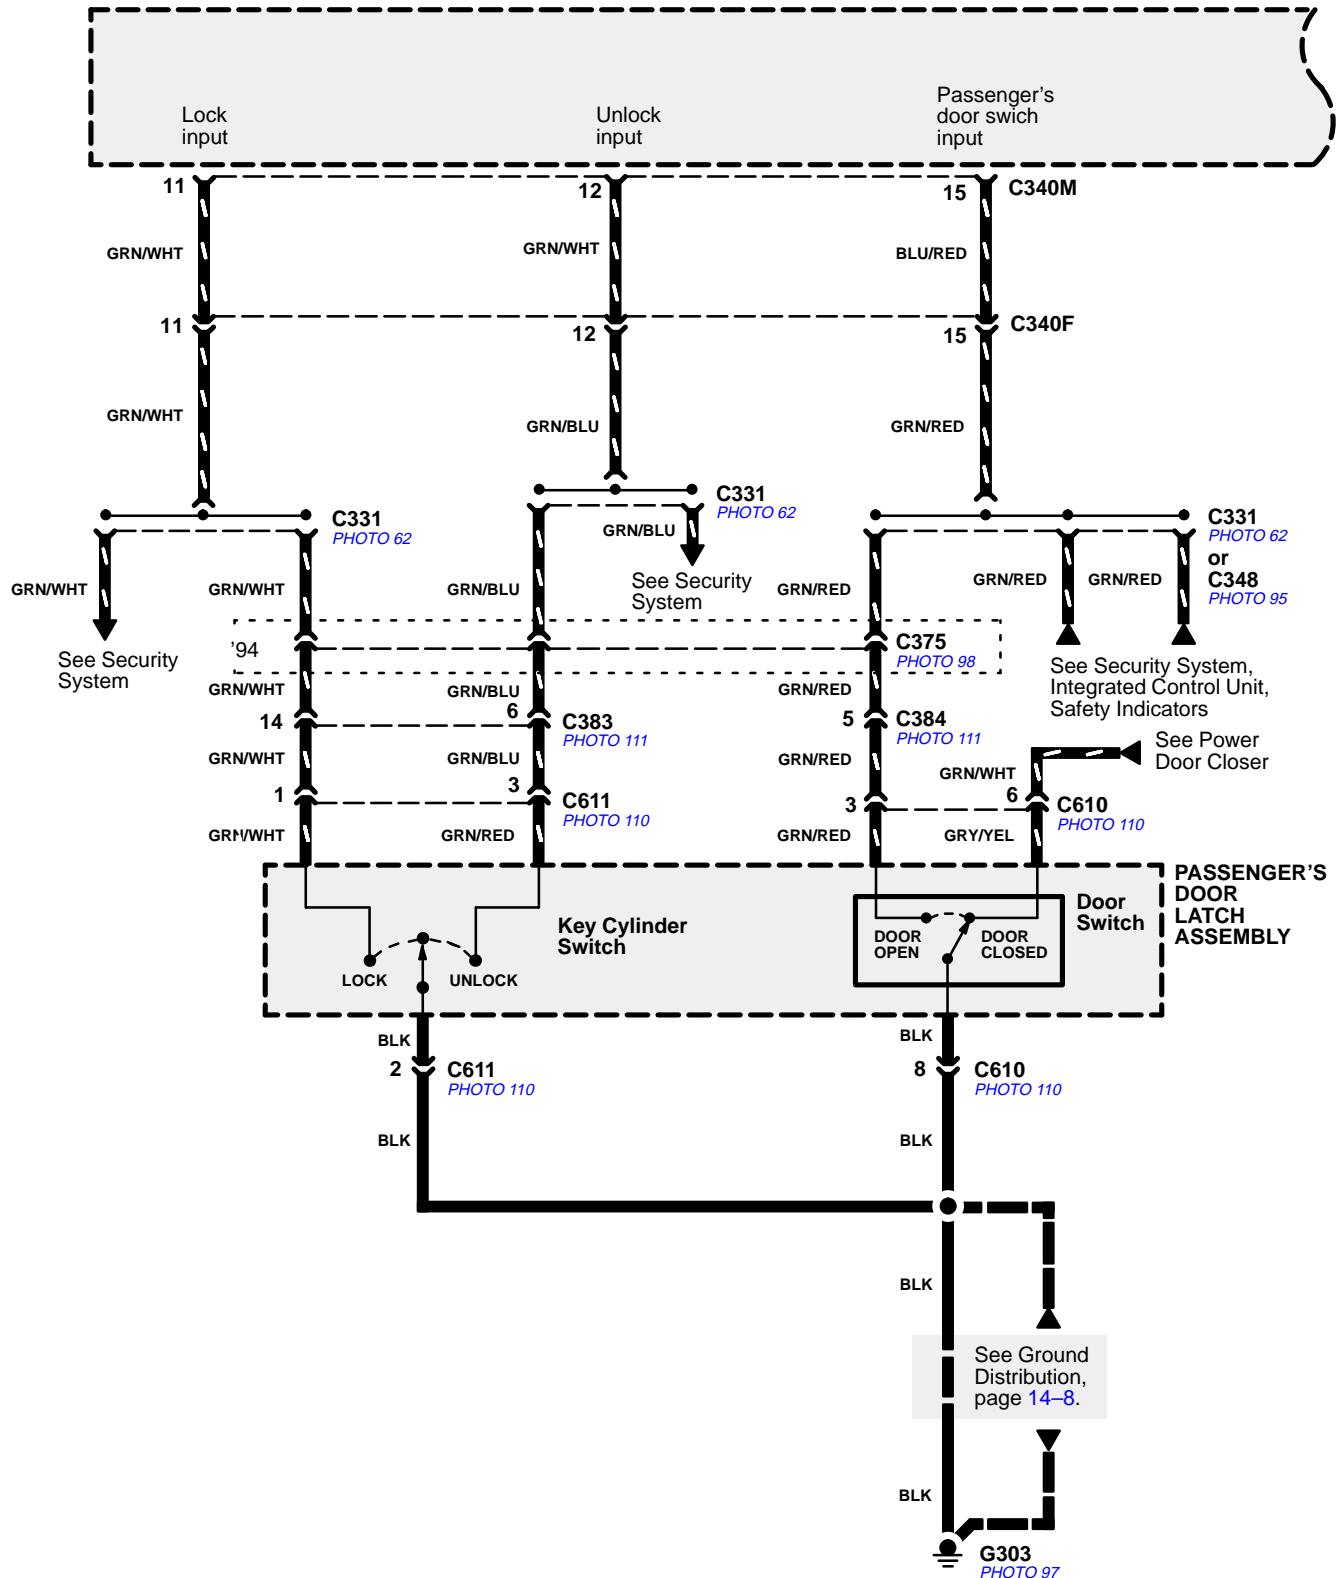 Lock
input
Unlock
input
Passenger's
door swich
input
11
12
15
C340M
GRN/WHT
GRN/WHT
BLU/RED
11
12
15
C340F
GRN/WHT
GRN/BLU
GRN/RED
C331
PHOTO 62
C331
PHOTO 62
C331
PHOTO 62
or
C348
PHOTO 95
GRN/WHT
GRN/WHT
GRN/BLU
GRN/BLU
GRN/RED
GRN/RED
GRN/RED
See Security
System
See Security
System
'94
C375
PHOTO 98
See Security System,
Integrated Control Unit,
Safety Indicators
GRN/WHT
GRN/BLU
GRN/RED
14
6
C383
PHOTO 111
5
C384
PHOTO 111
See Power
Door Closer
GRN/WHT
GRN/BLU
GRN/RED
GRN/WHT
1
3
C611
PHOTO 110
3
6
C610
PHOTO 110
GRN/WHT
GRN/RED
GRN/RED
GRY/YEL
PASSENGER'S
DOOR
LATCH
ASSEMBLY
Key Cylinder
Switch
LOCK
UNLOCK
Door
Switch
DOOR
OPEN
DOOR
CLOSED
BLK
2
C611
PHOTO 110
BLK
8
C610
PHOTO 110
BLK
BLK
BLK
See Ground
Distribution,
page 14–8.
BLK
G303
PHOTO 97